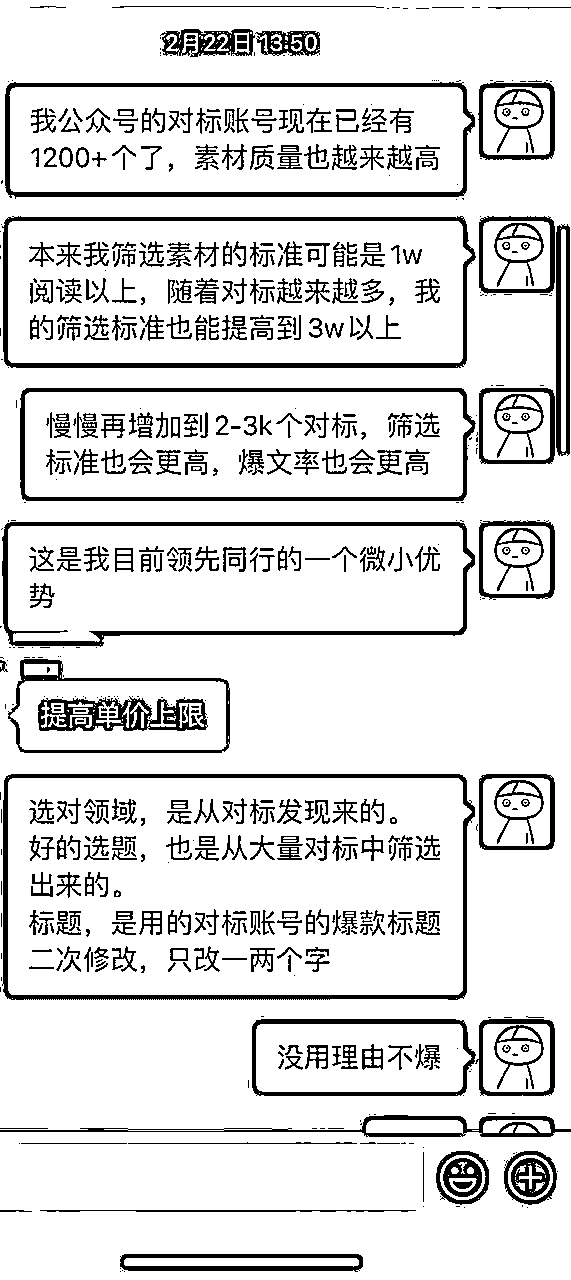 2月22日 13:50
我公众号的对标账号现在已经有
1200+个了，素材质量也越来越高
本来我筛选素材的标准可能是1w
阅读以上，随着对标越来越多，我
的筛选标准也能提高到3w以上
慢慢再增加到2-3k个对标，筛选
标准也会更高，爆文率也会更高
这是我目前领先同行的一个微小优
势
提高单价上限
选对领域，是从对标发现来的。
好的选题，也是从大量对标中筛选
出来的。
标题，是用的对标账号的爆款标题
二次修改，只改一两个字
没用理由不爆